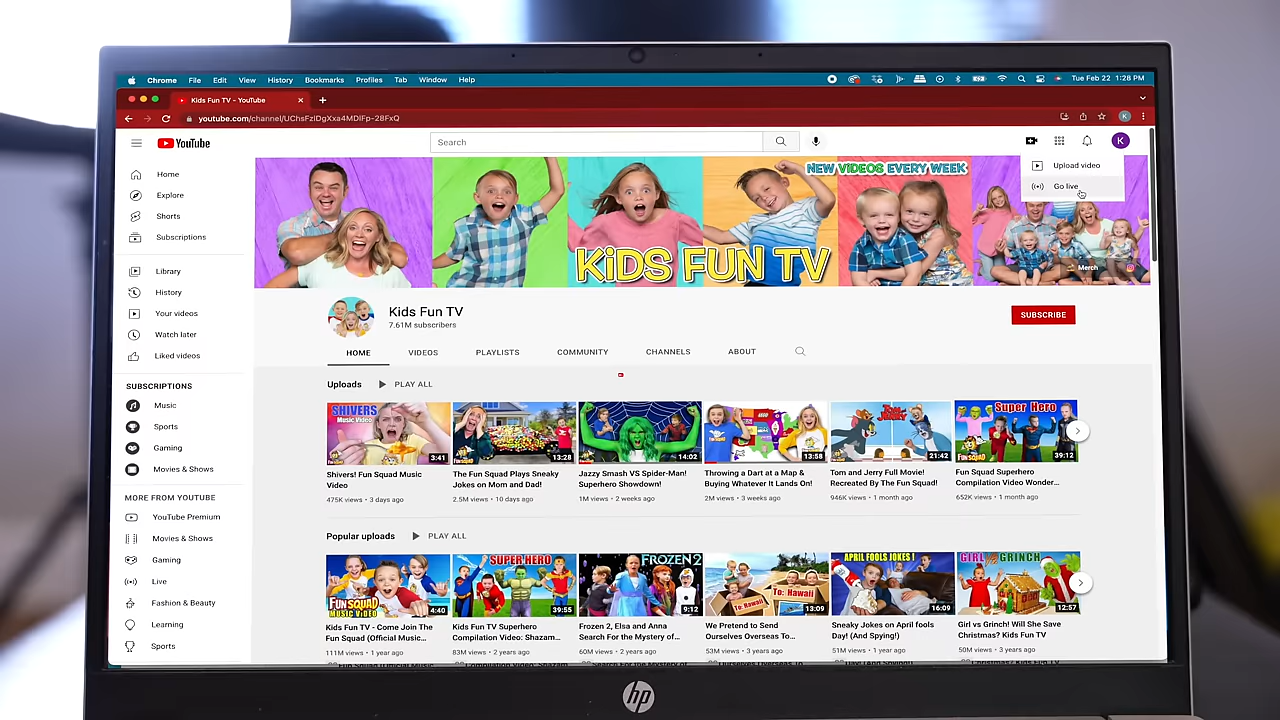 Chrome File Edit View History Bookmarks Profiles Tab Window Help Tue Feb 22 1:28 PM
Kids Fun TV - YouTube
youtube.com/channel/UChsFzIDgXxa4MDlFp-28FxQ K
YouTube
Search
K
Home
Explore
Shorts
Subscriptions
Library
History
Your videos
Watch later
Liked videos
SUBSCRIPTIONS
Music
Sports
Gaming
Movies & Shows
MORE FROM YOUTUBE
YouTube Premium
Movies & Shows
Gaming
Live
Fashion & Beauty
Learning
Sports
NEW VIDEOS EVERY WEEK
Upload video
Go live
KiDS FUN TV
Merch
Kids Fun TV
7.61M subscribers
SUBSCRIBE
HOME VIDEOS PLAYLISTS COMMUNITY CHANNELS ABOUT
Uploads PLAY ALL
SHIVERS
Music Video
3:41
13:28
14:02
13:58
TOM and JERRY
21:42
Super Hero
39:12
Shivers! Fun Squad Music
Video
475K views • 3 days ago
The Fun Squad Plays Sneaky
Jokes on Mom and Dad!
2.5M views • 10 days ago
Jazzy Smash VS Spider-Man!
Superhero Showdown!
1M views • 2 weeks ago
Throwing a Dart at a Map &
Buying Whatever It Lands On!
2M views • 3 weeks ago
Tom and Jerry Full Movie!
Recreated By The Fun Squad!
946K views • 1 month ago
Fun Squad Superhero
Compilation Video Wonder...
652K views • 1 month ago
Popular uploads PLAY ALL
FUN SQUAD
MUSIC VIDEO
4:40
SUPER HERO
39:55
FROZEN 2
9:12
To: Hawaii
To: Hawaii
13:09
APRIL FOOLS JOKES!
16:09
GIRL vs GRINCH
12:57
Kids Fun TV - Come Join The
Fun Squad (Official Music...
111M views • 1 year ago
Kids Fun TV Superhero
Compilation Video: Shazam...
83M views • 2 years ago
Frozen 2, Elsa and Anna
Search For the Mystery of...
60M views • 2 years ago
We Pretend to Send
Ourselves Overseas To...
53M views • 3 years ago
Sneaky Jokes on April fools
Day! (And Spying!)
51M views • 1 year ago
Girl vs Grinch! Will She Save
Christmas? Kids Fun TV
50M views • 3 years ago
hp